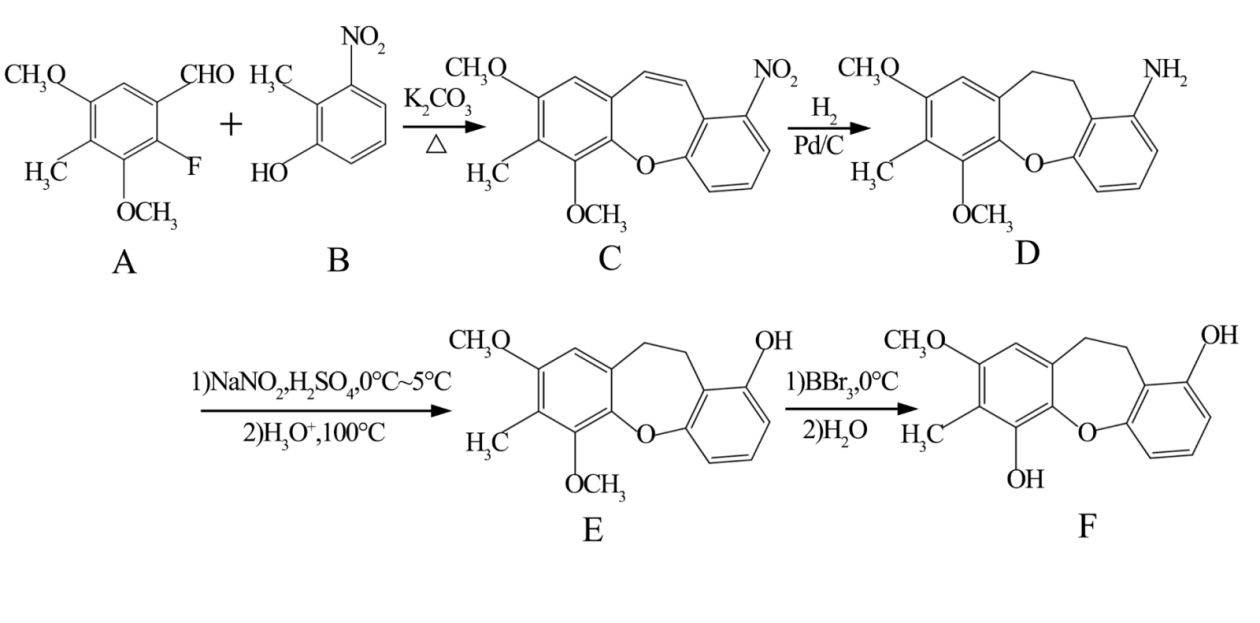 CH₃O
CHO
H₃C
F
OCH₃
A
+
NO₂
H₃C
HO
B
K₂CO₃
△
CH₃O
NO₂
H₃C
O
OCH₃
C
H₂
Pd/C
CH₃O
NH₂
H₃C
O
OCH₃
D
1)NaNO₂,H₂SO₄,0°C~5°C
2)H₃O⁺,100°C
CH₃O
OH
H₃C
O
OCH₃
E
1)BBr₃,0°C
2)H₂O
CH₃O
OH
H₃C
O
OH
F